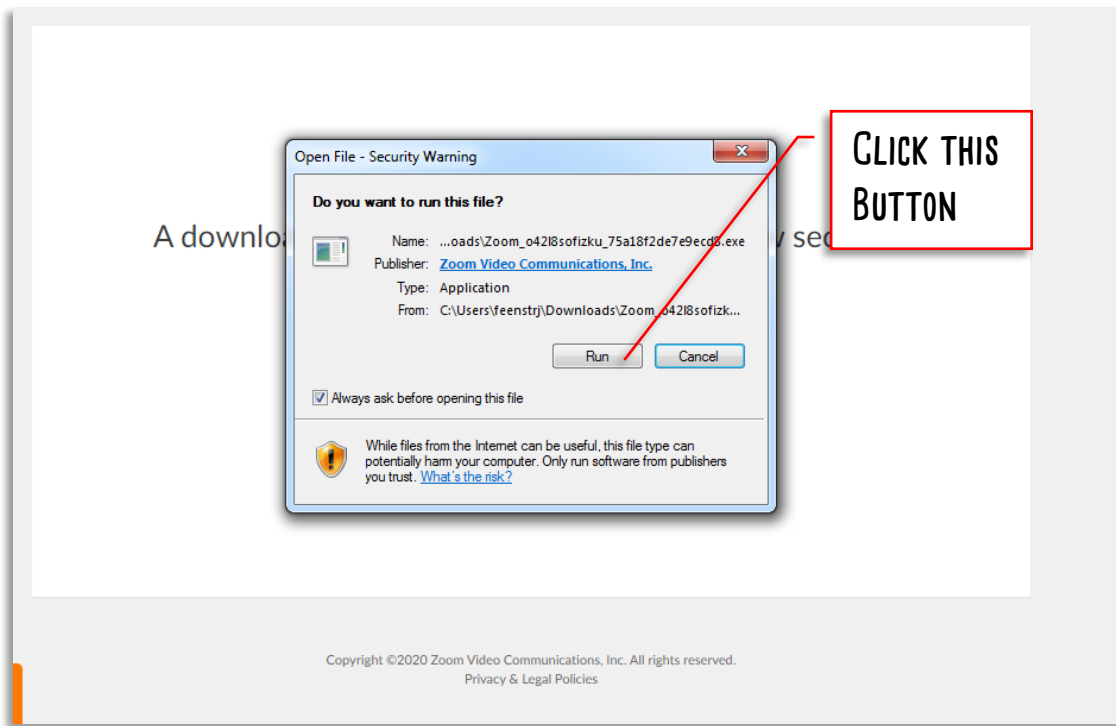 Open File - Security Warning
CLICK THIS
BUTTON
Do you want to run this file?
A downlo
Name: ...oads\Zoom_o42l8sofizku_75a18f2de7e9ecd8.exe
Publisher: Zoom Video Communications, Inc.
Type: Application
From: C:\Users\feenstrj\Downloads\Zoom_o42l8sofizk...
Run Cancel
Always ask before opening this file
While files from the Internet can be useful, this file type can
potentially harm your computer. Only run software from publishers
you trust. What's the risk?
Copyright ©2020 Zoom Video Communications, Inc. All rights reserved.
Privacy & Legal Policies